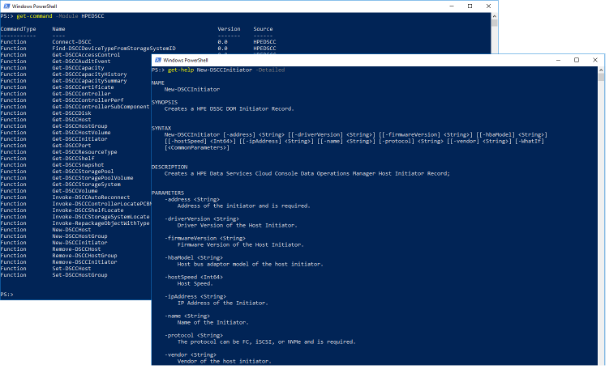 Windows PowerShell
PS:> get-command -Module HPEDSCC
CommandType Name Version Source
----------- ---- ------- ------
Function Connect-DSCC 0.0 HPEDSCC
Function Find-DSCCDeviceTypeFromStorageSystemID 0.0 HPEDSCC
Function Get-DSCCAccessControl
Function Get-DSCCAuditEvent
Function Get-DSCCCapacity
Function Get-DSCCCapacityHistory
Function Get-DSCCCapacitySummary
Function Get-DSCCCertificate
Function Get-DSCCController
Function Get-DSCCControllerPerf
Function Get-DSCCControllerSubComponent
Function Get-DSCCDisk
Function Get-DSCCHost
Function Get-DSCCHostGroup
Function Get-DSCCHostVolume
Function Get-DSCCInitiator
Function Get-DSCCPort
Function Get-DSCCResourceType
Function Get-DSCCShelf
Function Get-DSCCSnapshot
Function Get-DSCCStoragePool
Function Get-DSCCStoragePoolVolume
Function Get-DSCCStorageSystem
Function Get-DSCCVolume
Function Invoke-DSCCAutoReconnect
Function Invoke-DSCCControllerLocatePCBM
Function Invoke-DSCCShelfLocate
Function Invoke-DSCCStorageSystemLocate
Function Invoke-RepackageObjectWithType
Function New-DSCCHost
Function New-DSCCHostGroup
Function New-DSCCInitiator
Function Remove-DSCCHost
Function Remove-DSCCHostGroup
Function Remove-DSCCInitiator
Function Set-DSCCHost
Function Set-DSCCHostGroup
PS:>
Windows PowerShell
PS:> get-help New-DSCCInitiator -Detailed
NAME
New-DSCCInitiator
SYNOPSIS
Creates a HPE DSSC DOM Initiator Record.
SYNTAX
New-DSCCInitiator [-address] <String> [[-driverVersion] <String>] [[-firmwareVersion] <String>] [[-hbaModel] <String>]
[[-hostSpeed] <Int64>] [[-ipAddress] <String>] [[-name] <String>] [-protocol] <String> [[-vendor] <String>] [-WhatIf]
[<CommonParameters>]
DESCRIPTION
Creates a HPE Data Services Cloud Console Data Operations Manager Host Initiator Record;
PARAMETERS
-address <String>
Address of the initiator and is required.
-driverVersion <String>
Driver Version of the Host Initiator.
-firmwareVersion <String>
Firmware Version of the Host Initiator.
-hbaModel <String>
Host bus adaptor model of the host initiator.
-hostSpeed <Int64>
Host Speed.
-ipAddress <String>
IP Address of the Initiator.
-name <String>
Name of the Initiator.
-protocol <String>
The protocol can be FC, iSCSI, or NVMe and is required.
-vendor <String>
Vendor of the host initiator.